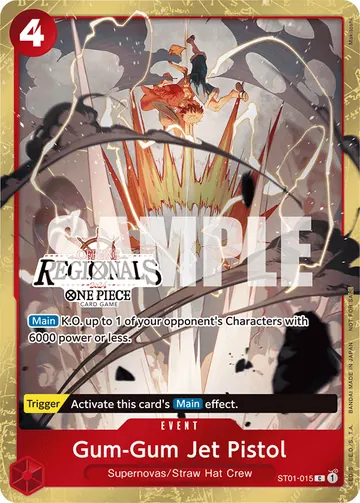 4
SAMPLE
ONLINE
REGIONALS
2024
ONE PIECE
CARD GAME
Main K.O. up to 1 of your opponent's Characters with
6000 power or less.
Trigger Activate this card's Main effect.
EVENT
Gum-Gum Jet Pistol
Supernovas/Straw Hat Crew
ST01-015 C 1